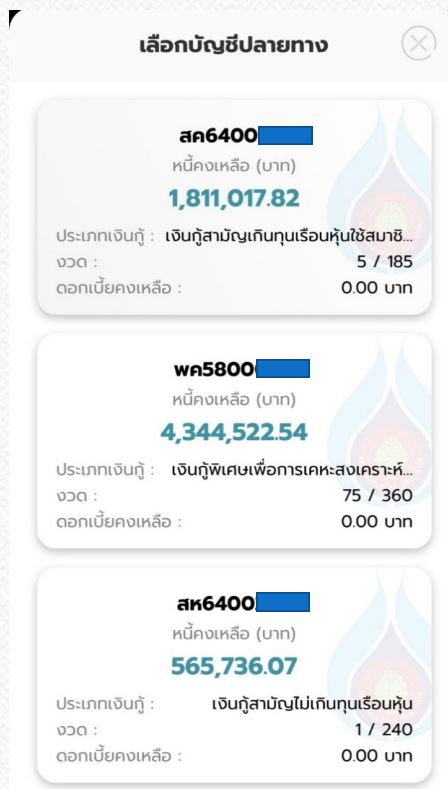 เลือกบัญชีปลายทาง
สค6400
หนี้คงเหลือ (บาท)
1,811,017.82
ประเภทเงินกู้ : เงินกู้สามัญเกินทุนเรือนหุ้นใช้สมาชิ...
งวด : 5 / 185
ดอกเบี้ยคงเหลือ : 0.00 บาท
พค5800
หนี้คงเหลือ (บาท)
4,344,522.54
ประเภทเงินกู้ : เงินกู้พิเศษเพื่อการเคหะสงเคราะห์...
งวด : 75 / 360
ดอกเบี้ยคงเหลือ : 0.00 บาท
สห6400
หนี้คงเหลือ (บาท)
565,736.07
ประเภทเงินกู้ : เงินกู้สามัญไม่เกินทุนเรือนหุ้น
งวด : 1 / 240
ดอกเบี้ยคงเหลือ : 0.00 บาท